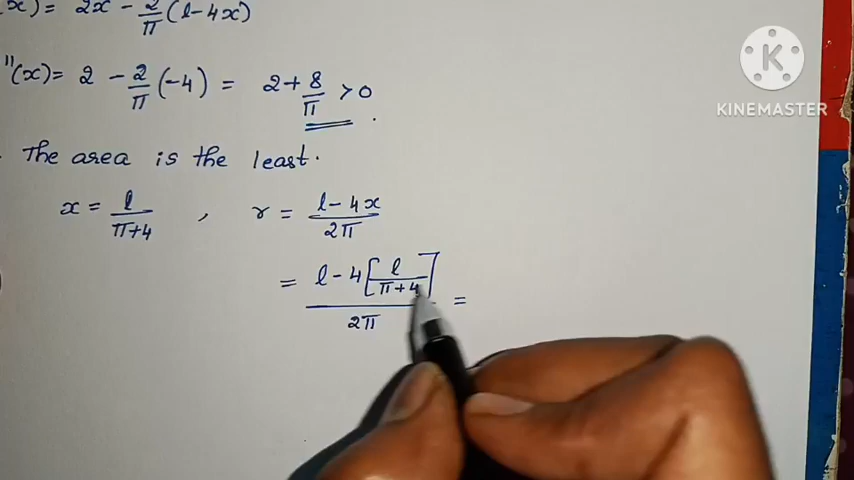 x) = 2x - 2/π (l-4x)
"(x) = 2 - 2/π (-4) = 2 + 8/π > 0 .
The area is the least.
x = l/π+4 , r = l-4x/2π
= l-4[l/π+4]/2π =
KINEMASTER